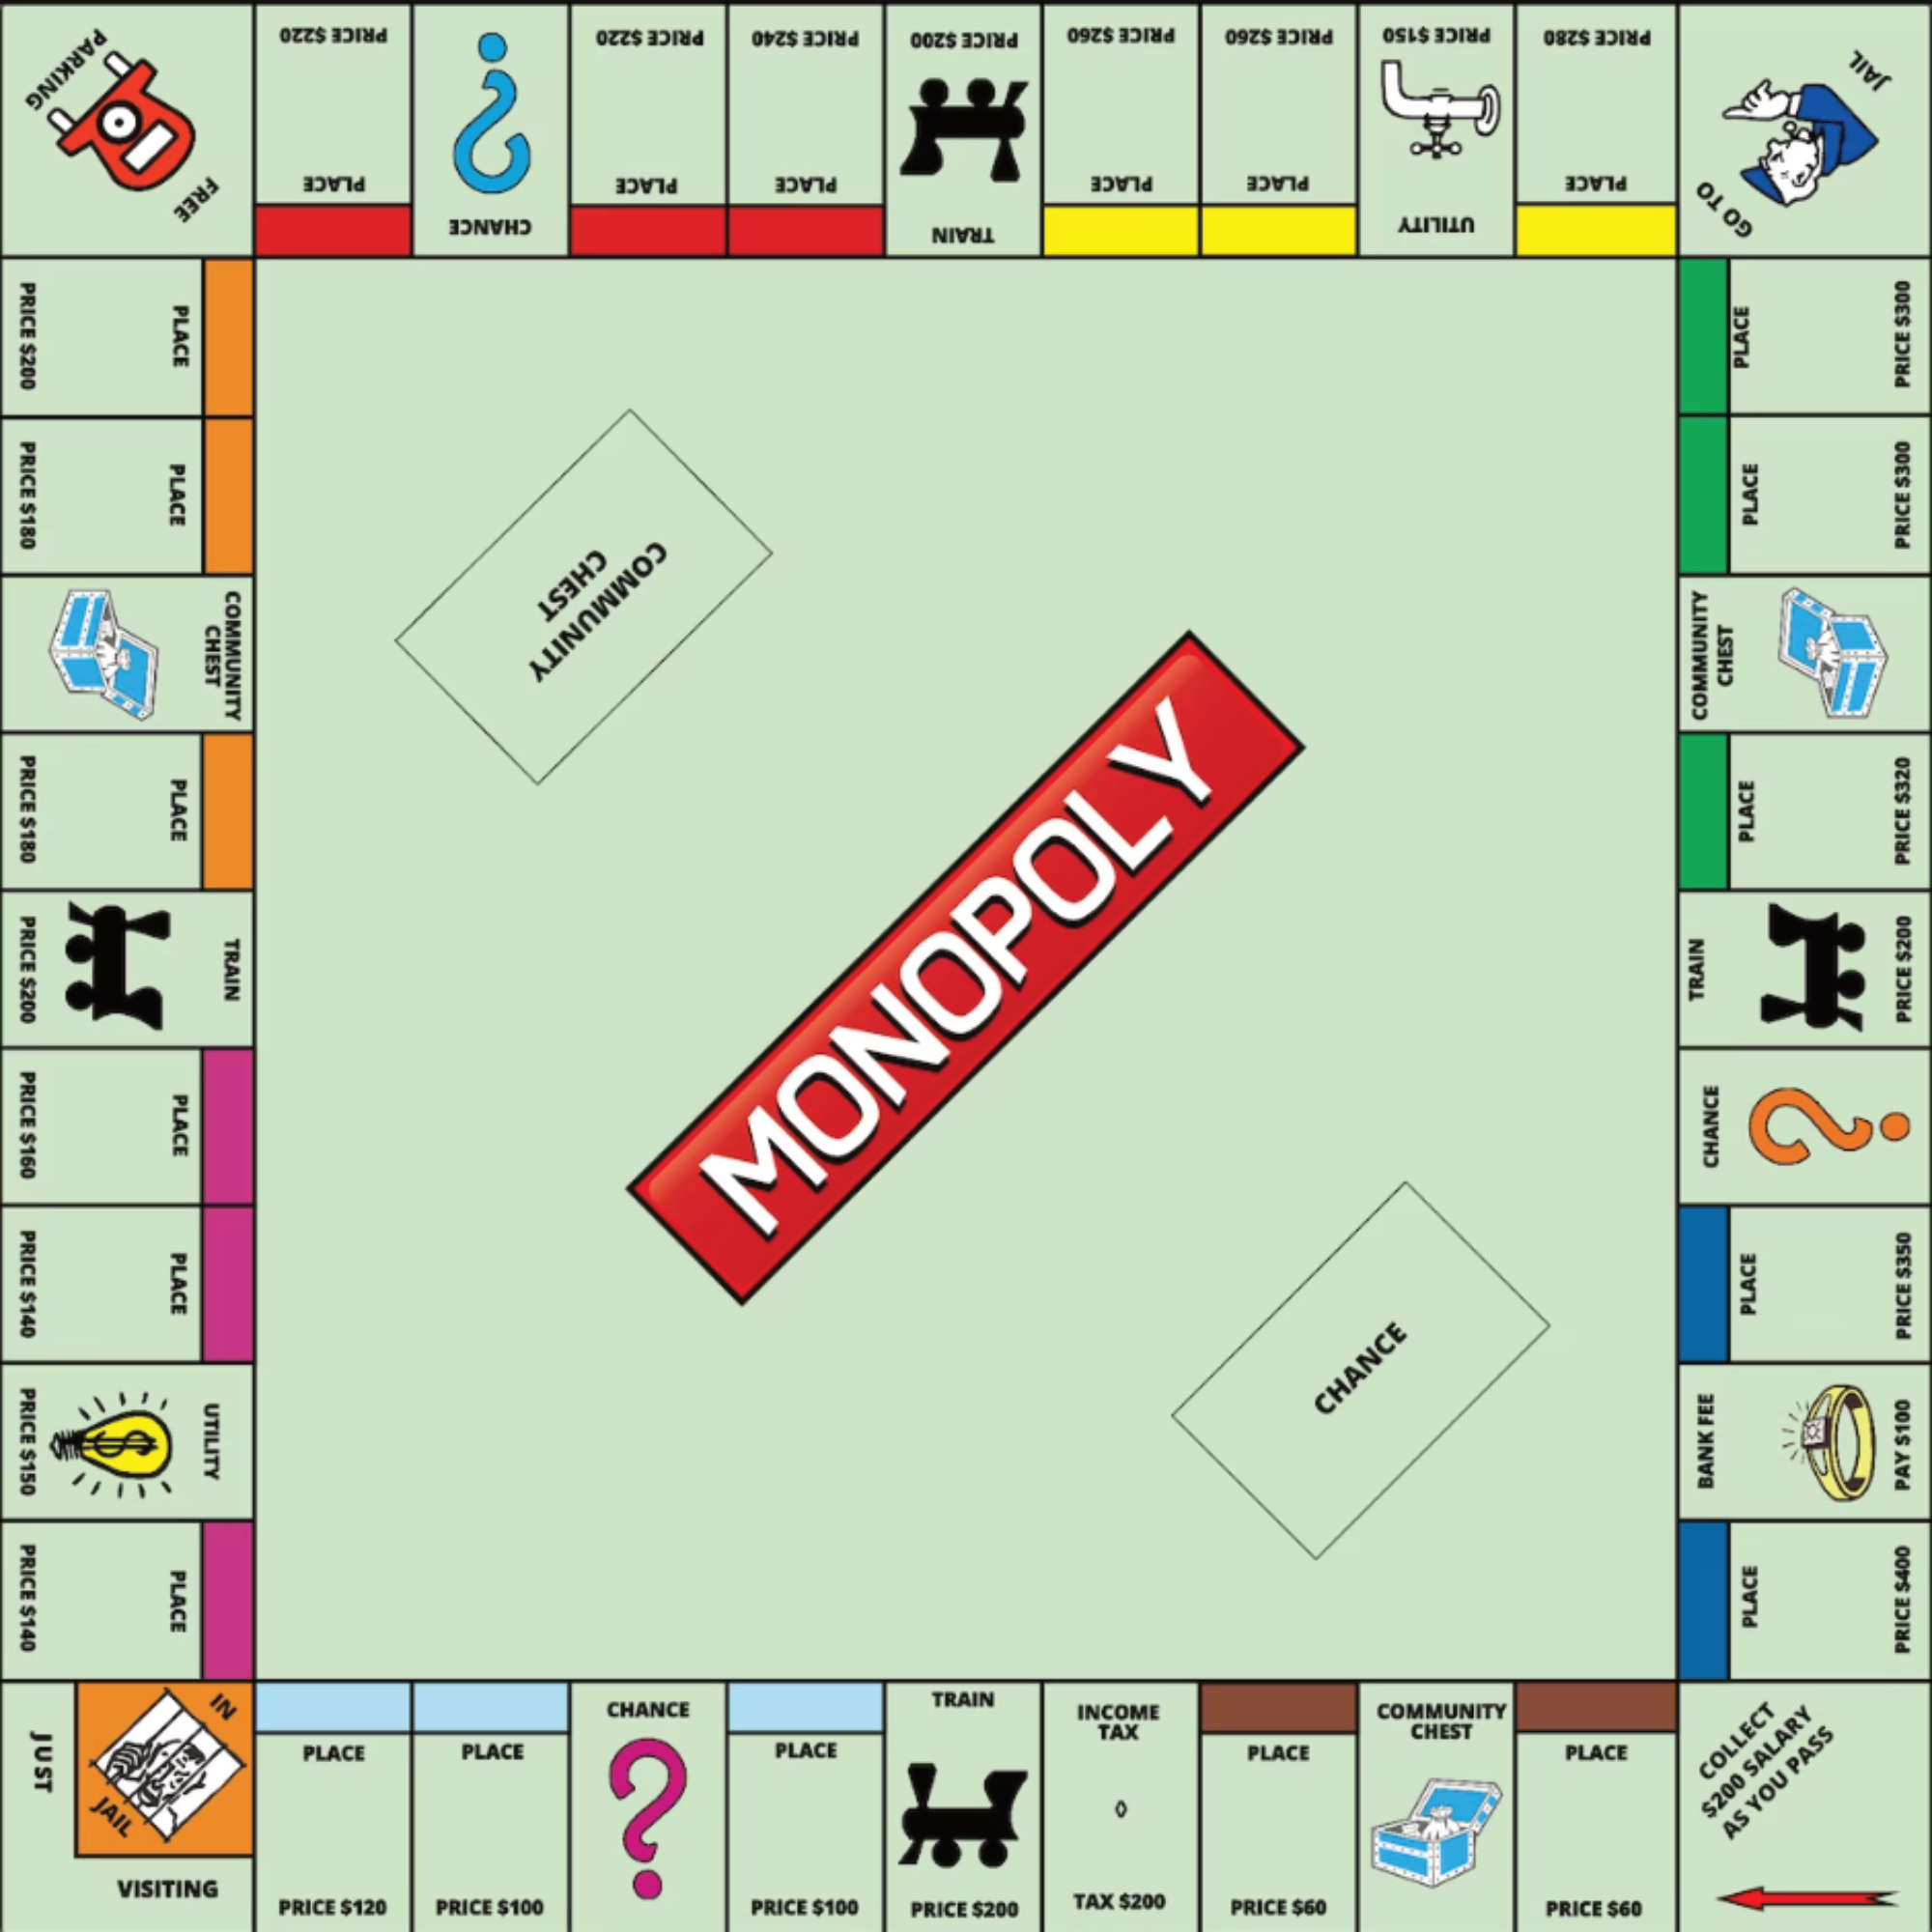 PARKING
FREE
PRICE $220
PLACE
CHANCE
PRICE $220
PLACE
PRICE $240
PLACE
PRICE $200
TRAIN
PRICE $260
PLACE
PRICE $260
PLACE
PRICE $150
UTILITY
PRICE $280
PLACE
JAIL
GO TO
PLACE
PRICE $200
PLACE
PRICE $180
COMMUNITY
CHEST
PLACE
PRICE $180
TRAIN
PRICE $200
PLACE
PRICE $160
PLACE
PRICE $140
UTILITY
$
PRICE $150
PLACE
PRICE $140
COMMUNITY
CHEST
MONOPOLY
CHANCE
PLACE
PRICE $300
PLACE
PRICE $300
COMMUNITY
CHEST
PLACE
PRICE $320
TRAIN
PRICE $200
CHANCE
PLACE
PRICE $350
BANK FEE
PAY $100
PLACE
PRICE $400
IN
JAIL
JUST
VISITING
PLACE
PRICE $120
PLACE
PRICE $100
CHANCE
?
PLACE
PRICE $100
TRAIN
PRICE $200
INCOME
TAX
◊
TAX $200
PLACE
PRICE $60
COMMUNITY
CHEST
PLACE
PRICE $60
COLLECT
$200 SALARY
AS YOU PASS